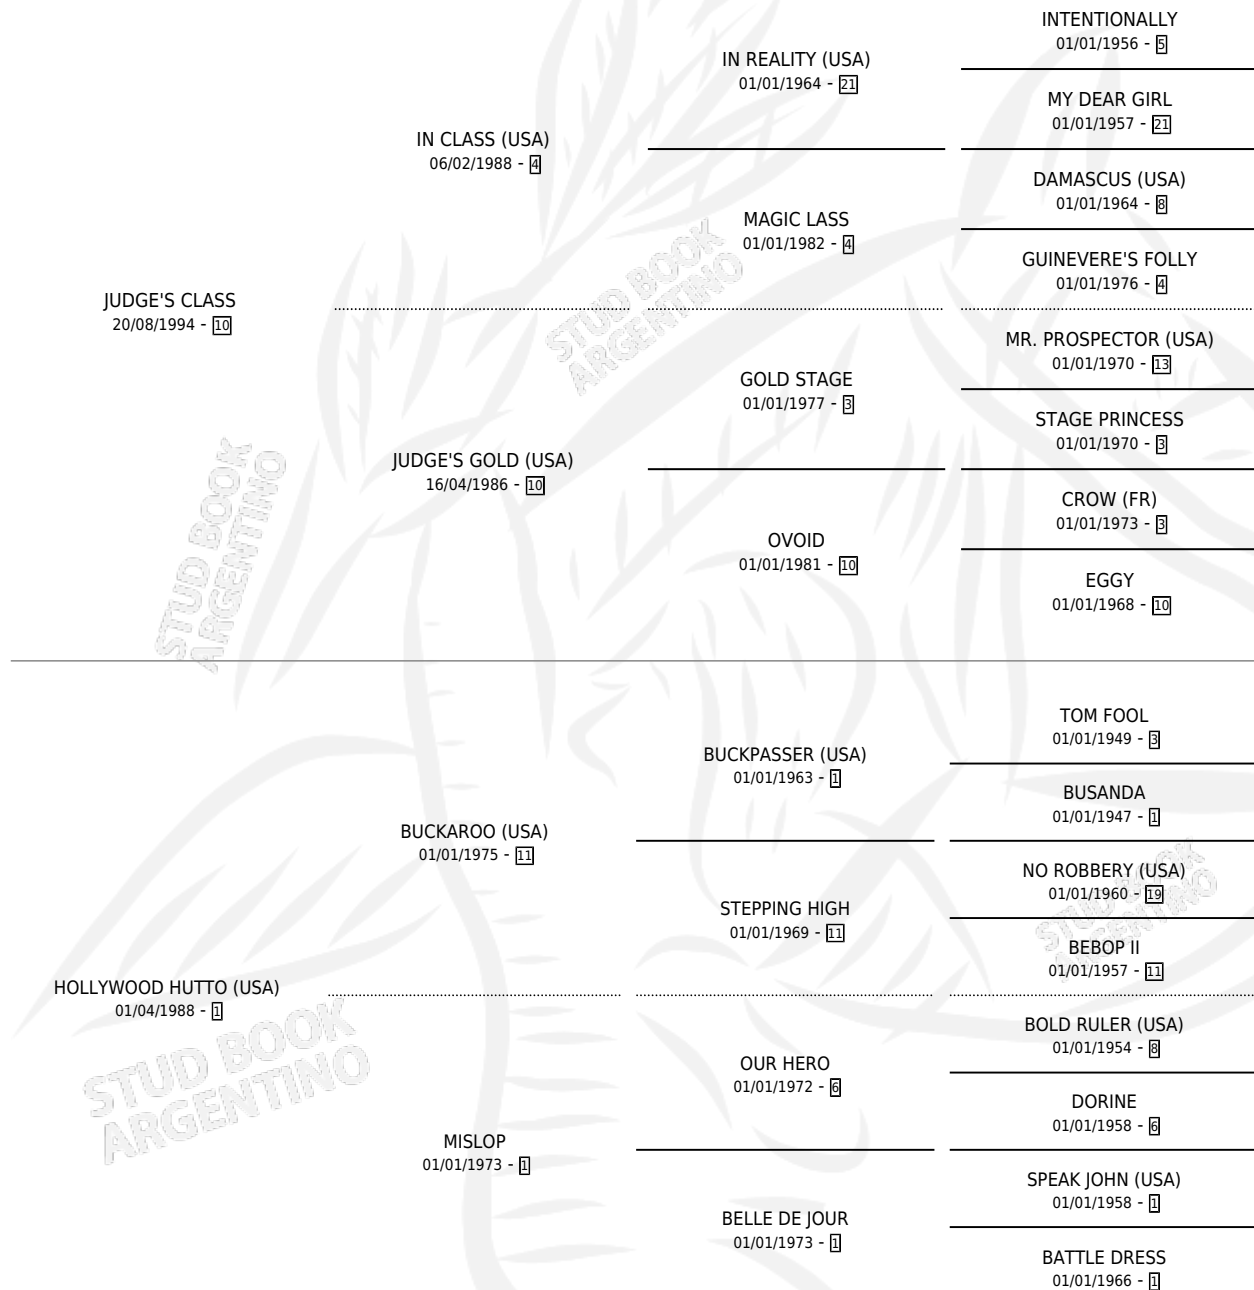 INTENTIONALLY
01/01/1956 - 5
IN REALITY (USA)
01/01/1964 - 21
MY DEAR GIRL
01/01/1957 - 21
IN CLASS (USA)
06/02/1988 - 4
DAMASCUS (USA)
01/01/1964 - 8
MAGIC LASS
01/01/1982 - 4
GUINEVERE'S FOLLY
01/01/1976 - 4
JUDGE'S CLASS
20/08/1994 - 10
MR. PROSPECTOR (USA)
01/01/1970 - 13
GOLD STAGE
01/01/1977 - 3
STAGE PRINCESS
01/01/1970 - 3
JUDGE'S GOLD (USA)
16/04/1986 - 10
CROW (FR)
01/01/1973 - 3
OVOID
01/01/1981 - 10
EGGY
01/01/1968 - 10
TOM FOOL
01/01/1949 - 3
BUCKPASSER (USA)
01/01/1963 - 1
BUSANDA
01/01/1947 - 1
BUCKAROO (USA)
01/01/1975 - 11
NO ROBBERY (USA)
01/01/1960 - 19
STEPPING HIGH
01/01/1969 - 11
BEBOP II
01/01/1957 - 11
HOLLYWOOD HUTTO (USA)
01/04/1988 - 1
BOLD RULER (USA)
01/01/1954 - 8
OUR HERO
01/01/1972 - 6
DORINE
01/01/1958 - 6
MISLOP
01/01/1973 - 1
SPEAK JOHN (USA)
01/01/1958 - 1
BELLE DE JOUR
01/01/1973 - 1
BATTLE DRESS
01/01/1966 - 1
STUD BOOK
ARGENTINO
STUD BOOK
ARGENTINO
STUD BOOK
ARGENTINO
STUD BOOK
ARGENTINO